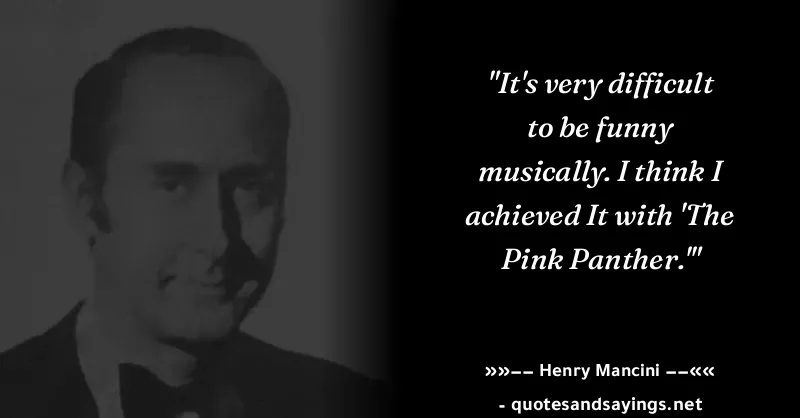 "It's very difficult
to be funny
musically. I think I
achieved It with 'The
Pink Panther.'"
»»−− Henry Mancini −−««
- quotesandsayings.net